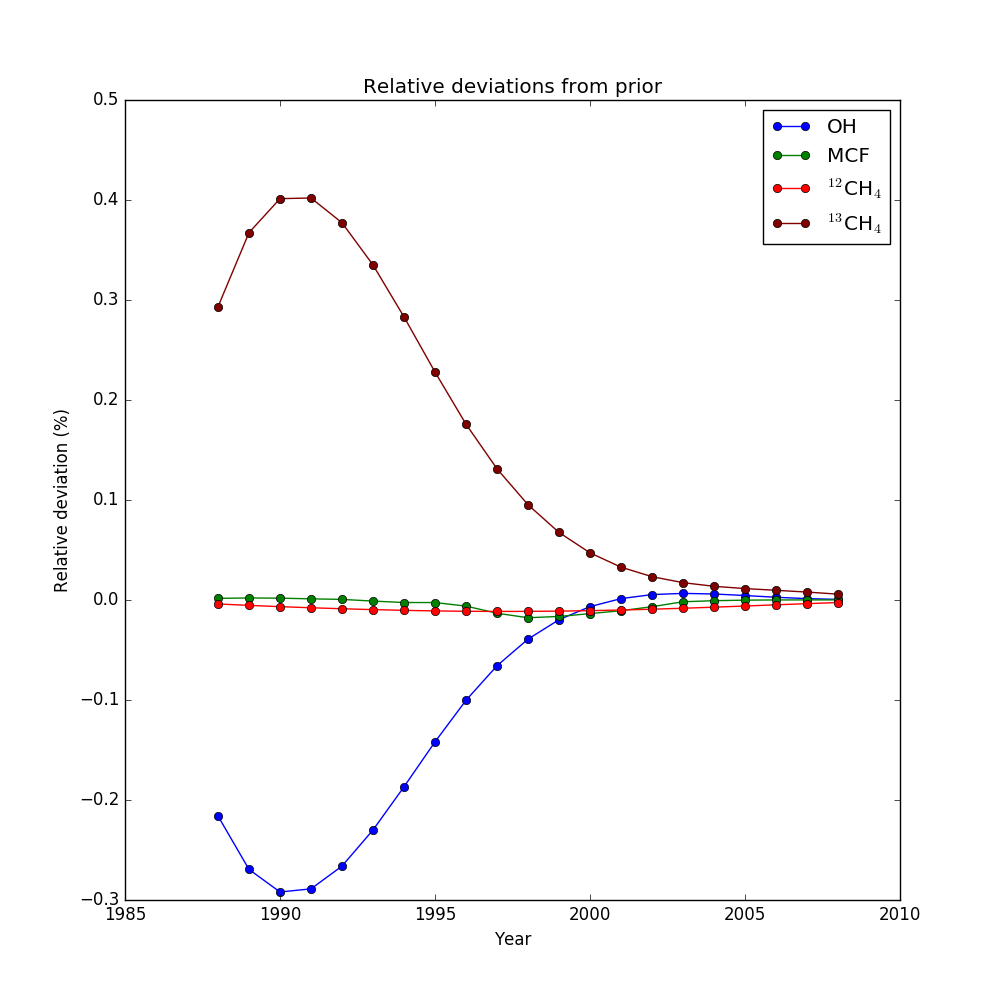 Relative deviations from prior
0.5
0.4
0.3
0.2
0.1
0.0
−0.1
−0.2
−0.3
Relative deviation (%)
OH
MCF
¹²CH₄
¹³CH₄
1985 1990 1995 2000 2005 2010
Year